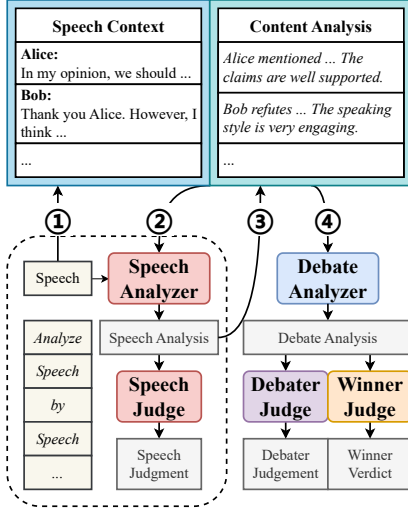 Speech Context
Alice:
In my opinion, we should ...
Bob:
Thank you Alice. However, I
think ...
...
Content Analysis
Alice mentioned ... The
claims are well supported.
Bob refutes ... The speaking
style is very engaging.
...
①
②
③
④
Speech
Speech
Analyzer
Debate
Analyzer
Analyze
Speech
by
Speech
...
Speech Analysis
Debate Analysis
Speech
Judge
Debater
Judge
Winner
Judge
Speech
Judgment
Debater
Judgement
Winner
Verdict